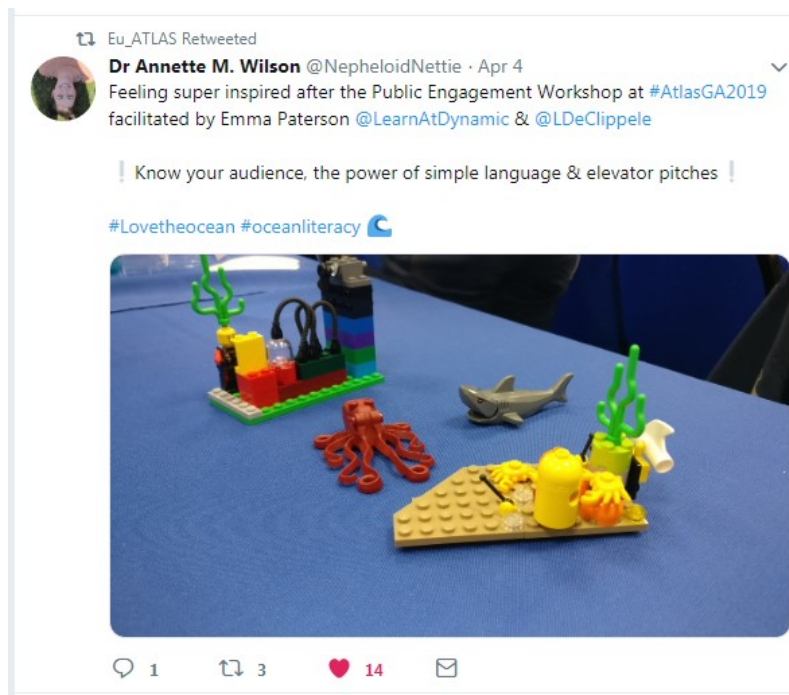 Eu_ATLAS Retweeted
Dr Annette M. Wilson @NepheloidNettie · Apr 4
Feeling super inspired after the Public Engagement Workshop at #AtlasGA2019
facilitated by Emma Paterson @LearnAtDynamic & @LDeClippele
❕ Know your audience, the power of simple language & elevator pitches ❕
#Lovetheocean #oceanliteracy 🌊
1 3 14